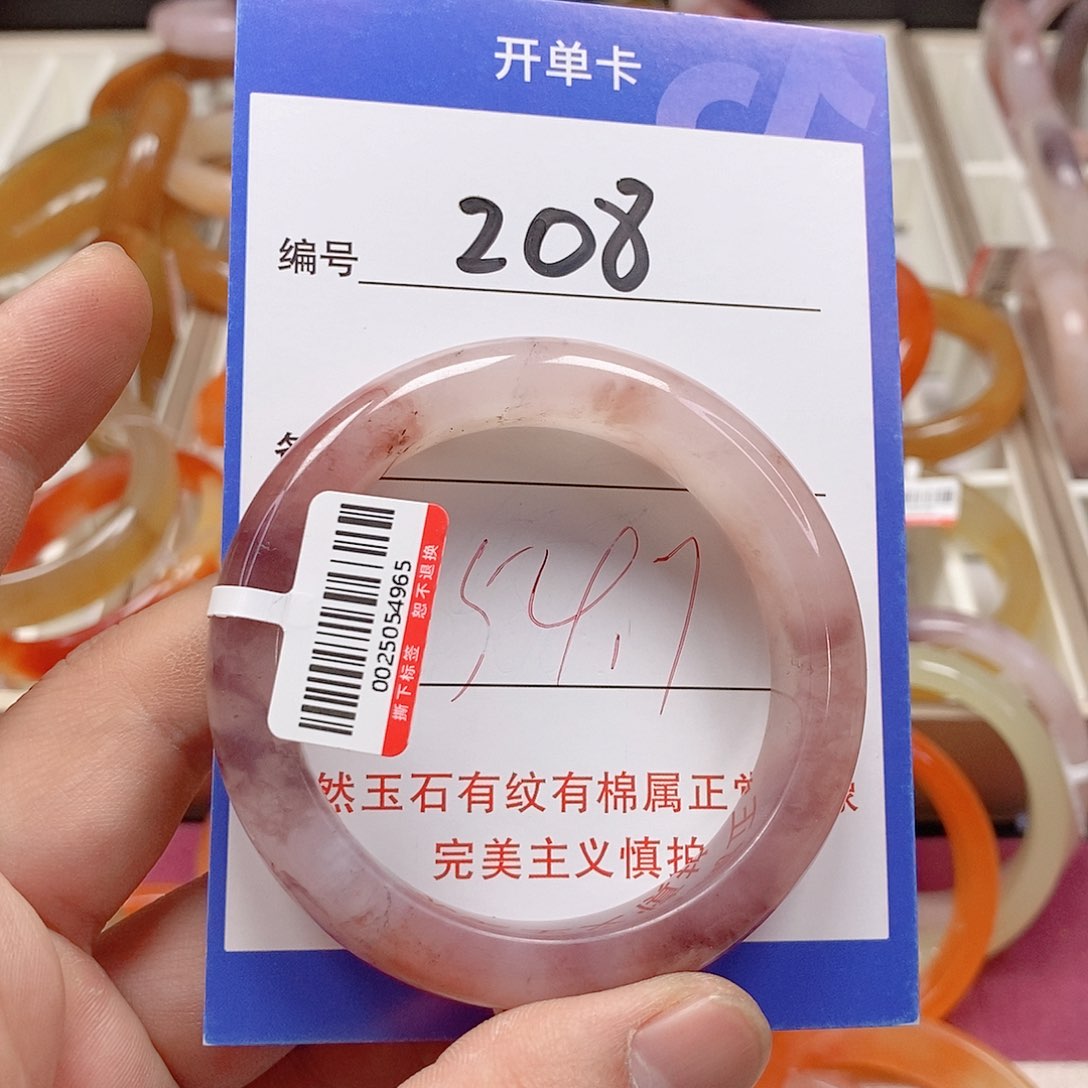 开单卡
编号 208
54.7
0025054965
撕下标签 恕不退换
然玉石有纹有棉属正常
完美主义慎拍